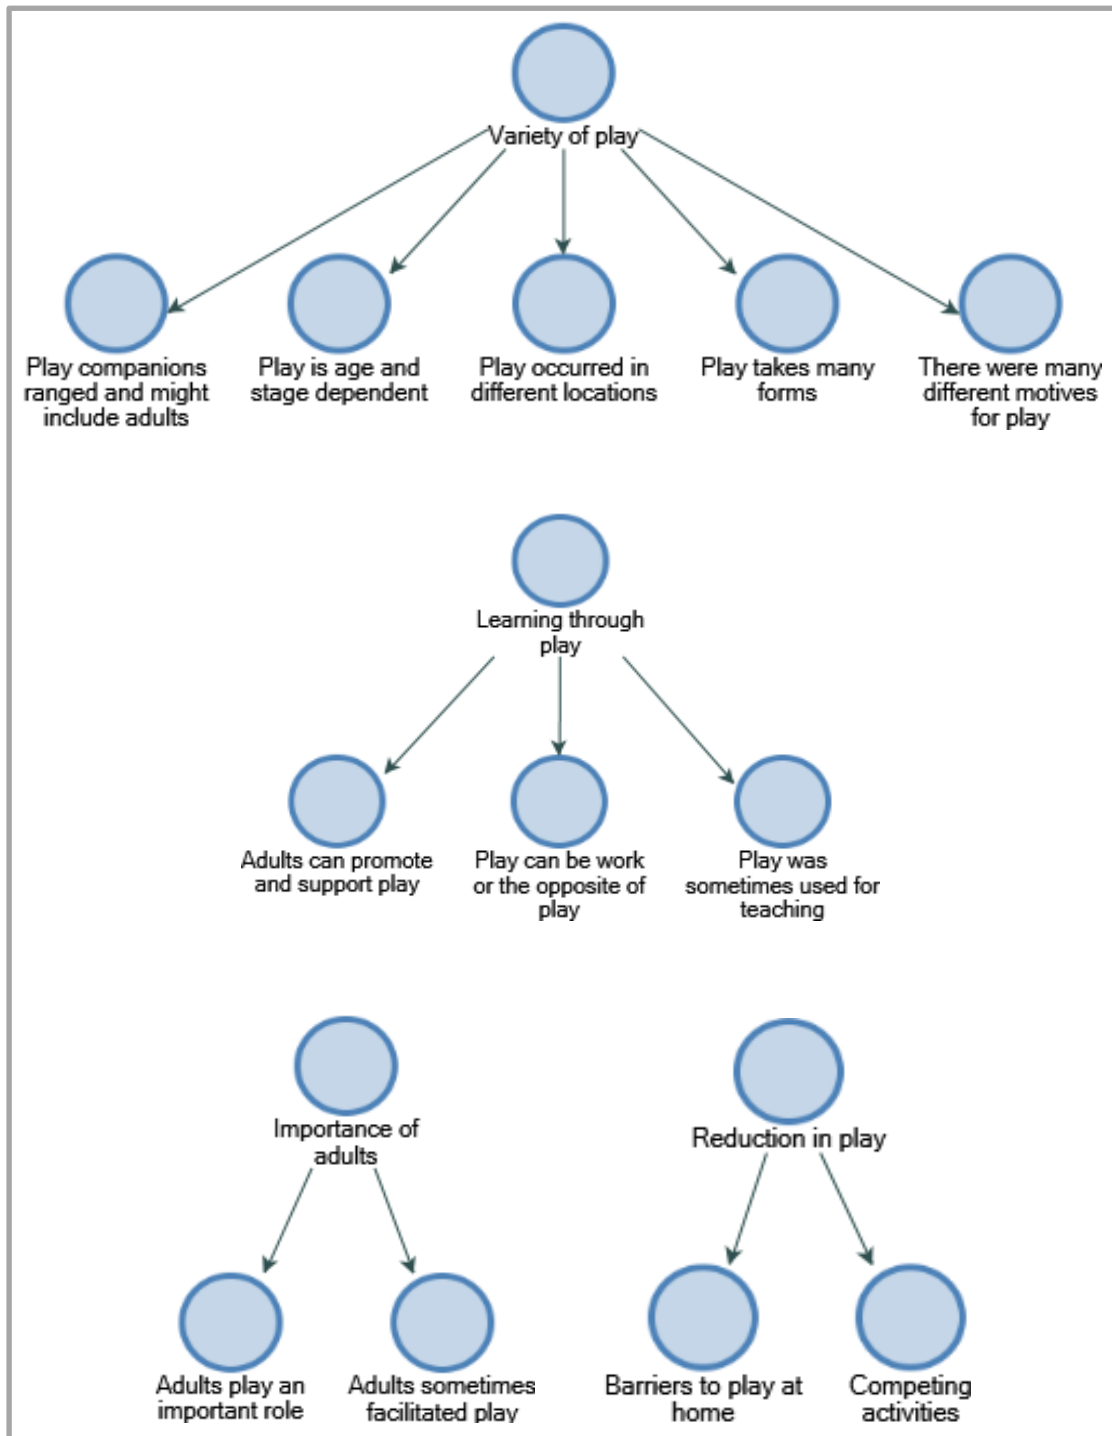 Variety of play
Play companions
ranged and might
include adults
Play is age and
stage dependent
Play occurred in
different locations
Play takes many
forms
There were many
different motives
for play
Learning through
play
Adults can promote
and support play
Play can be work
or the opposite of
play
Play was
sometimes used for
teaching
Importance of
adults
Reduction in play
Adults play an
important role
Adults sometimes
facilitated play
Barriers to play at
home
Competing
activities